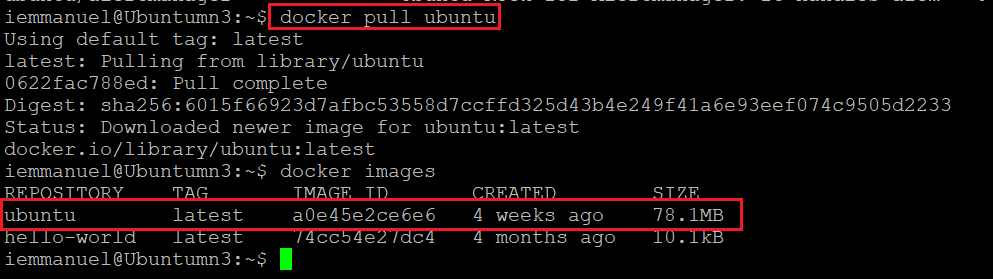 iemmanuel@Ubuntumn3:~$ docker pull ubuntu
Using default tag: latest
latest: Pulling from library/ubuntu
0622fac788ed: Pull complete
Digest: sha256:6015f66923d7afbc53558d7ccffd325d43b4e249f41a6e93eef074c9505d2233
Status: Downloaded newer image for ubuntu:latest
docker.io/library/ubuntu:latest
iemmanuel@Ubuntumn3:~$ docker images
REPOSITORY TAG IMAGE ID CREATED SIZE
ubuntu latest a0e45e2ce6e6 4 weeks ago 78.1MB
hello-world latest 74cc54e27dc4 4 months ago 10.1kB
iemmanuel@Ubuntumn3:~$